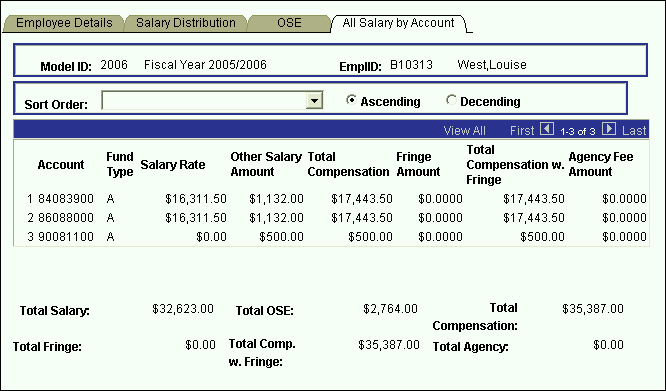 Employee Details Salary Distribution OSE All Salary by Account
Model ID: 2006 Fiscal Year 2005/2006 EmplID: B10313 West,Louise
Sort Order: Ascending Decending
View All First 1-3 of 3 Last
Account Fund Type Salary Rate Other Salary Amount Total Compensation Fringe Amount Total Compensation w. Fringe Agency Fee Amount
1 84083900 A $16,311.50 $1,132.00 $17,443.50 $0.0000 $17,443.50 $0.0000
2 86088000 A $16,311.50 $1,132.00 $17,443.50 $0.0000 $17,443.50 $0.0000
3 90081100 A $0.00 $500.00 $500.00 $0.0000 $500.00 $0.0000
Total Salary: $32,623.00 Total OSE: $2,764.00 Total Compensation: $35,387.00
Total Fringe: $0.00 Total Comp. w. Fringe: $35,387.00 Total Agency: $0.00